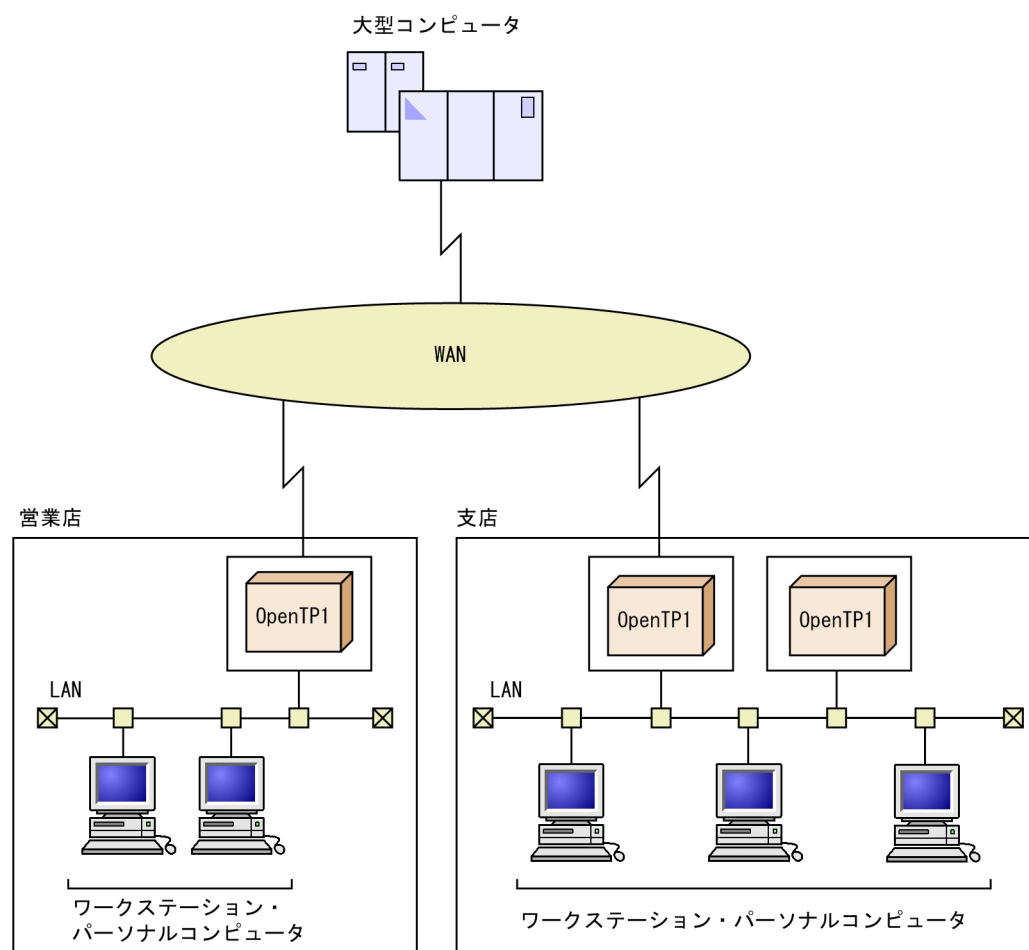 大型コンピュータ
WAN
営業店
支店
OpenTP1
OpenTP1
OpenTP1
LAN
LAN
ワークステーション・
パーソナルコンピュータ
ワークステーション・パーソナルコンピュータ